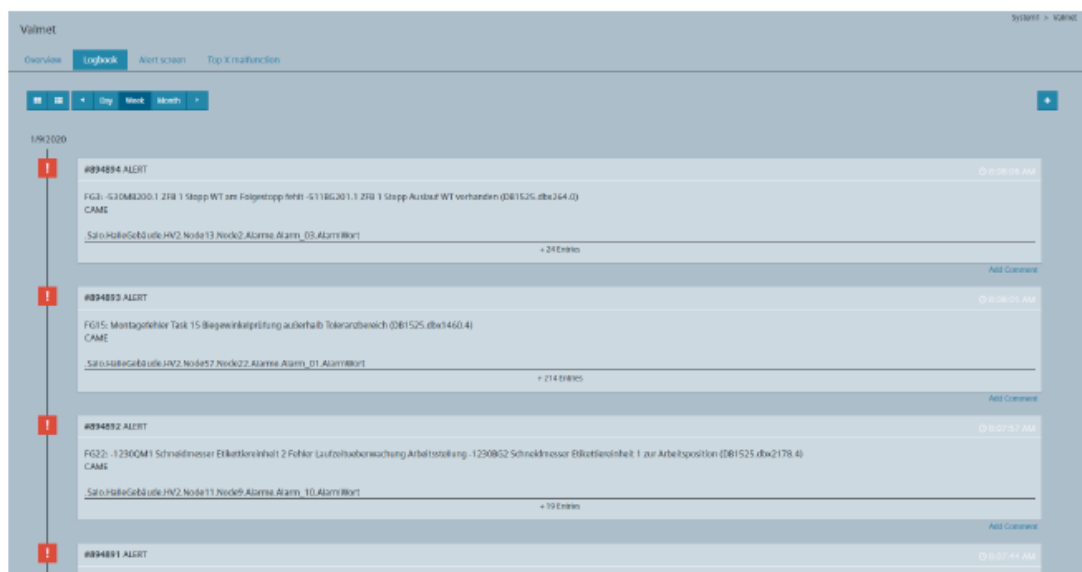 System1 > Valmet
Valmet
Overview Logbook Alert screen Top X malfunction
Day Week Month
1/9/2020
#894894 ALERT
FG3: -S30MB200.1 ZFB 1 Stopp WT am Folgestopp fehlt -S11BG201.1 ZFB 1 Stopp Auslauf WT vorhanden (DB1525.dbx264.0)
CAME
.Salo.HalleGebäude.HV2.Node13.Node2.Alarme.Alarm_03.AlarmWort
+ 24 Entries
Add Comment
#894893 ALERT
FG15: Montagefehler Task 15 Biegewinkelprüfung außerhalb Toleranzbereich (DB1525.dbx1460.4)
CAME
.Salo.HalleGebäude.HV2.Node57.Node22.Alarme.Alarm_01.AlarmWort
+ 214 Entries
Add Comment
#894892 ALERT
FG22: -1230QM1 Schneidmesser Etikettiereinheit 2 Fehler Laufzeitueberwachung Arbeitsstellung -1230BG2 Schneidmesser Etikettiereinheit 1 zur Arbeitsposition (DB1525.dbx2178.4)
CAME
.Salo.HalleGebäude.HV2.Node11.Node9.Alarme.Alarm_10.AlarmWort
+ 19 Entries
Add Comment
#894891 ALERT